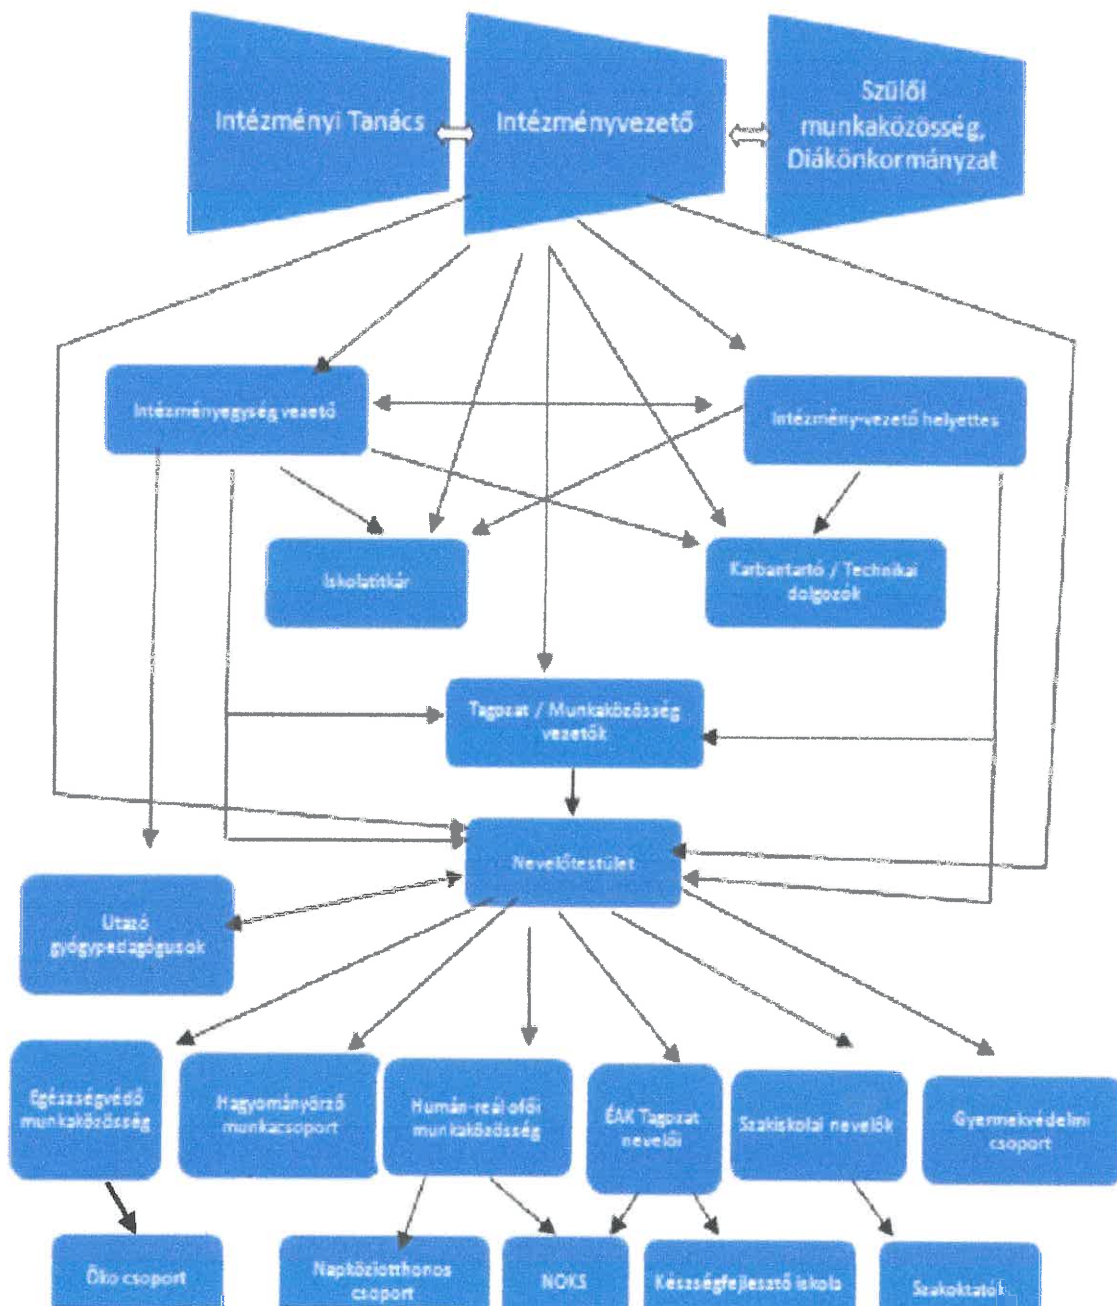 Intézményi Tanács
Intézményvezető
Szülői
munkaközösség,
Diákönkormányzat
Intézményegység vezető
Intézmény-vezető helyettes
Iskolatitkár
Karbantartó / Technikai
dolgozók
Tagozat / Munkaközösség
vezetők
Nevelőtestület
Utazó
gyógypedagógusok
Egészségvédő
munkaközösség
Hagyományőrző
munkacsoport
Humán-reál ofői
munkaközösség
ÉAK Tagozat
nevelői
Szakiskolai nevelők
Gyermekvédelmi
csoport
Öko csoport
Napköziotthonos
csoport
NOKS
Készségfejlesztő iskola
Szakoktatók